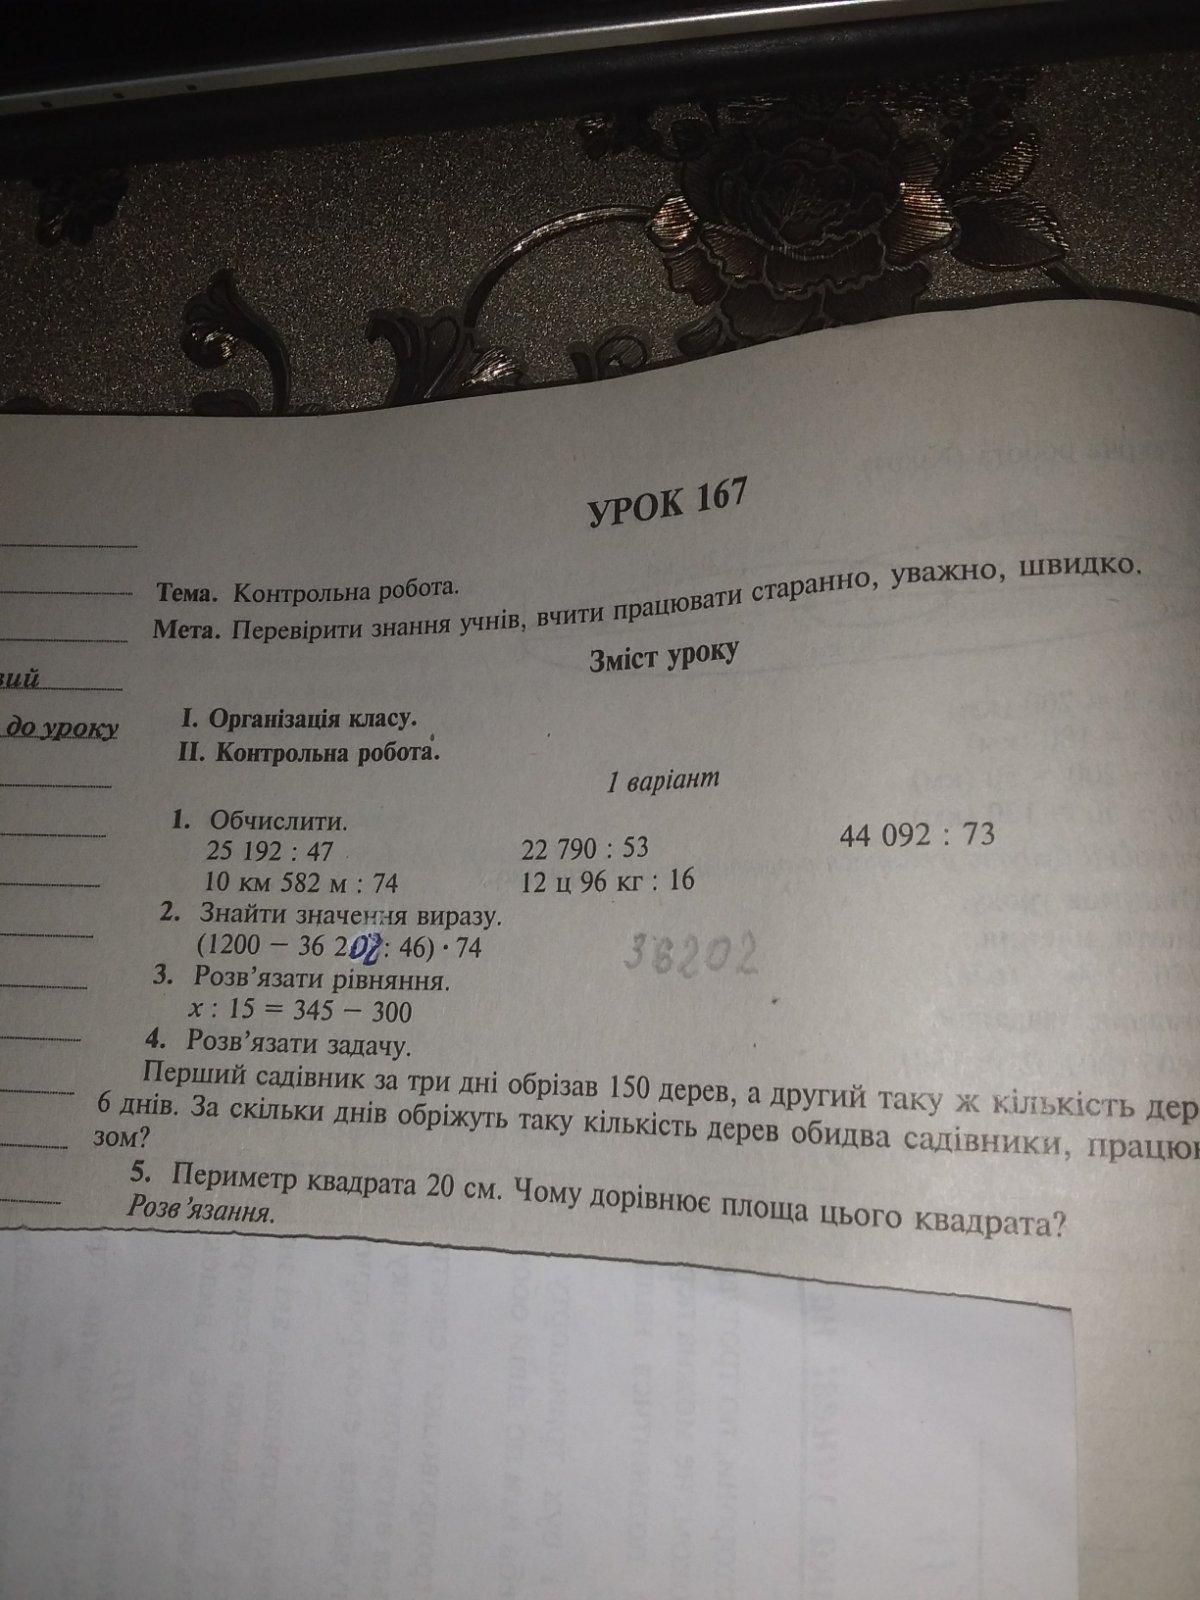 УРОК 167
Тема. Контрольна робота.
Мета. Перевірити знання учнів, вчити працювати старанно, уважно, швидко.
Зміст уроку
до уроку
I. Організація класу.
II. Контрольна робота.
1 варіант
1. Обчислити.
25 192 : 47 22 790 : 53 44 092 : 73
10 км 582 м : 74 12 ц 96 кг : 16
2. Знайти значення виразу.
(1200 − 36 202 : 46) · 74 36202
3. Розв’язати рівняння.
x : 15 = 345 − 300
4. Розв’язати задачу.
Перший садівник за три дні обрізав 150 дерев, а другий таку ж кількість дер
6 днів. За скільки днів обріжуть таку кількість дерев обидва садівники, працю
зом?
5. Периметр квадрата 20 см. Чому дорівнює площа цього квадрата?
Розв’язання.